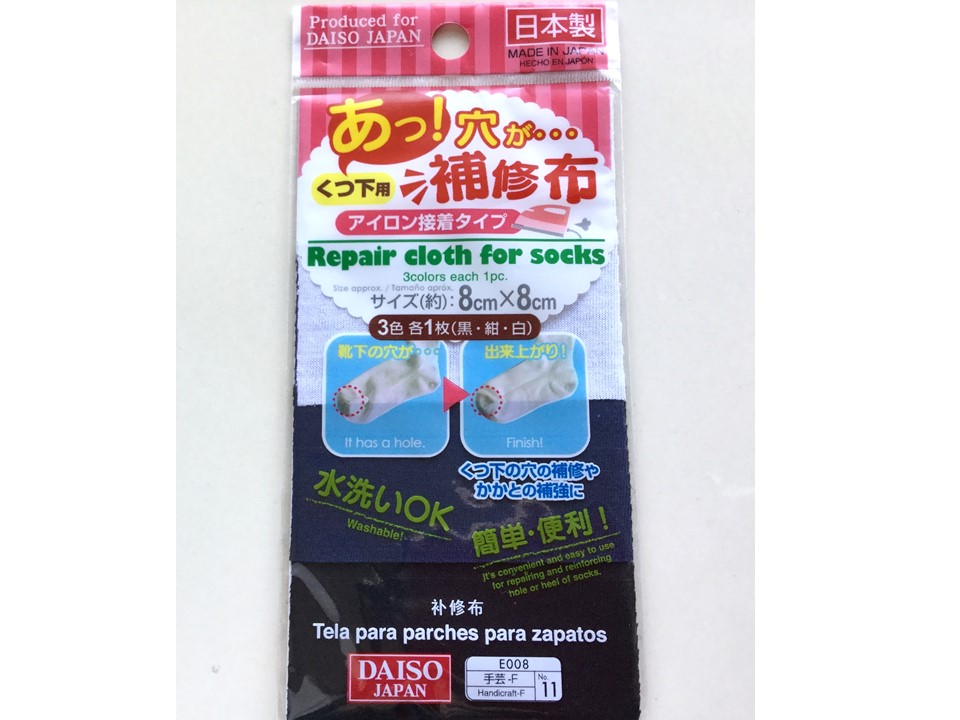 Produced for
DAISO JAPAN
日本製
MADE IN JAPAN
HECHO EN JAPÓN
あっ!穴が・・・
くつ下用
補修布
アイロン接着タイプ
Repair cloth for socks
3colors each 1pc.
Size approx. / Tamaño aprox.
サイズ(約):8cm×8cm
3色 各1枚(黒・紺・白)
靴下の穴が○○○
出来上がり!
It has a hole.
Finish!
くつ下の穴の補修や
かかとの補強に
水洗いOK
Washable!
簡単・便利!
It's convenient and easy to use
for repairing and reinforcing
hole or heel of socks.
补修布
Tela para parches para zapatos
DAISO
JAPAN
E008
手芸-F
Handicraft-F
No.
11